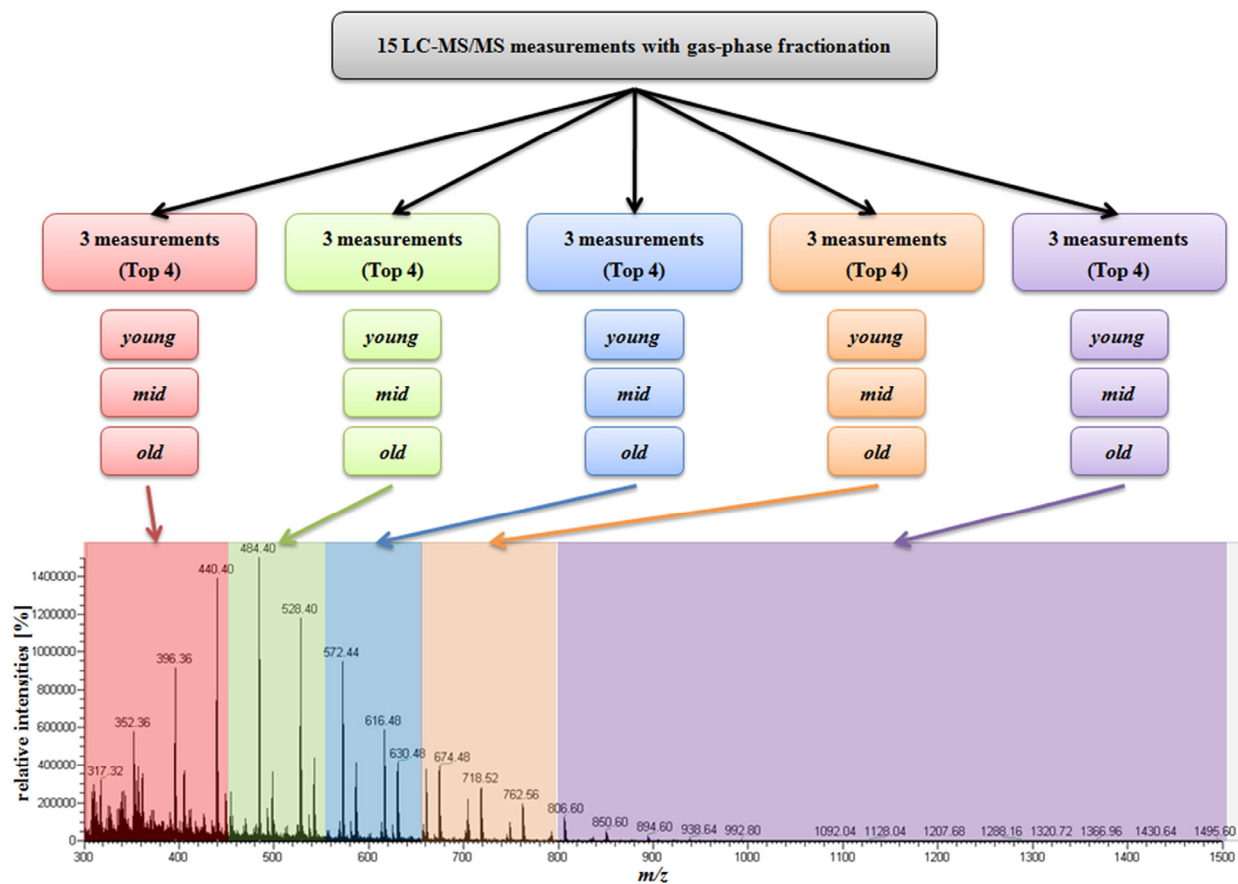 15 LC-MS/MS measurements with gas-phase fractionation
3 measurements
(Top 4)
3 measurements
(Top 4)
3 measurements
(Top 4)
3 measurements
(Top 4)
3 measurements
(Top 4)
young
mid
old
young
mid
old
young
mid
old
young
mid
old
young
mid
old
relative intensities [%]
1400000
1200000
1000000
800000
600000
400000
200000
0
317.32
352.36
396.36
440.40
484.40
528.40
572.44
616.48
630.48
674.48
718.52
762.56
806.60
850.60
894.60
938.64
992.80
1092.04
1128.04
1207.68
1288.16
1320.72
1366.96
1430.64
1495.60
300
400
500
600
700
800
900
1000
1100
1200
1300
1400
1500
m/z